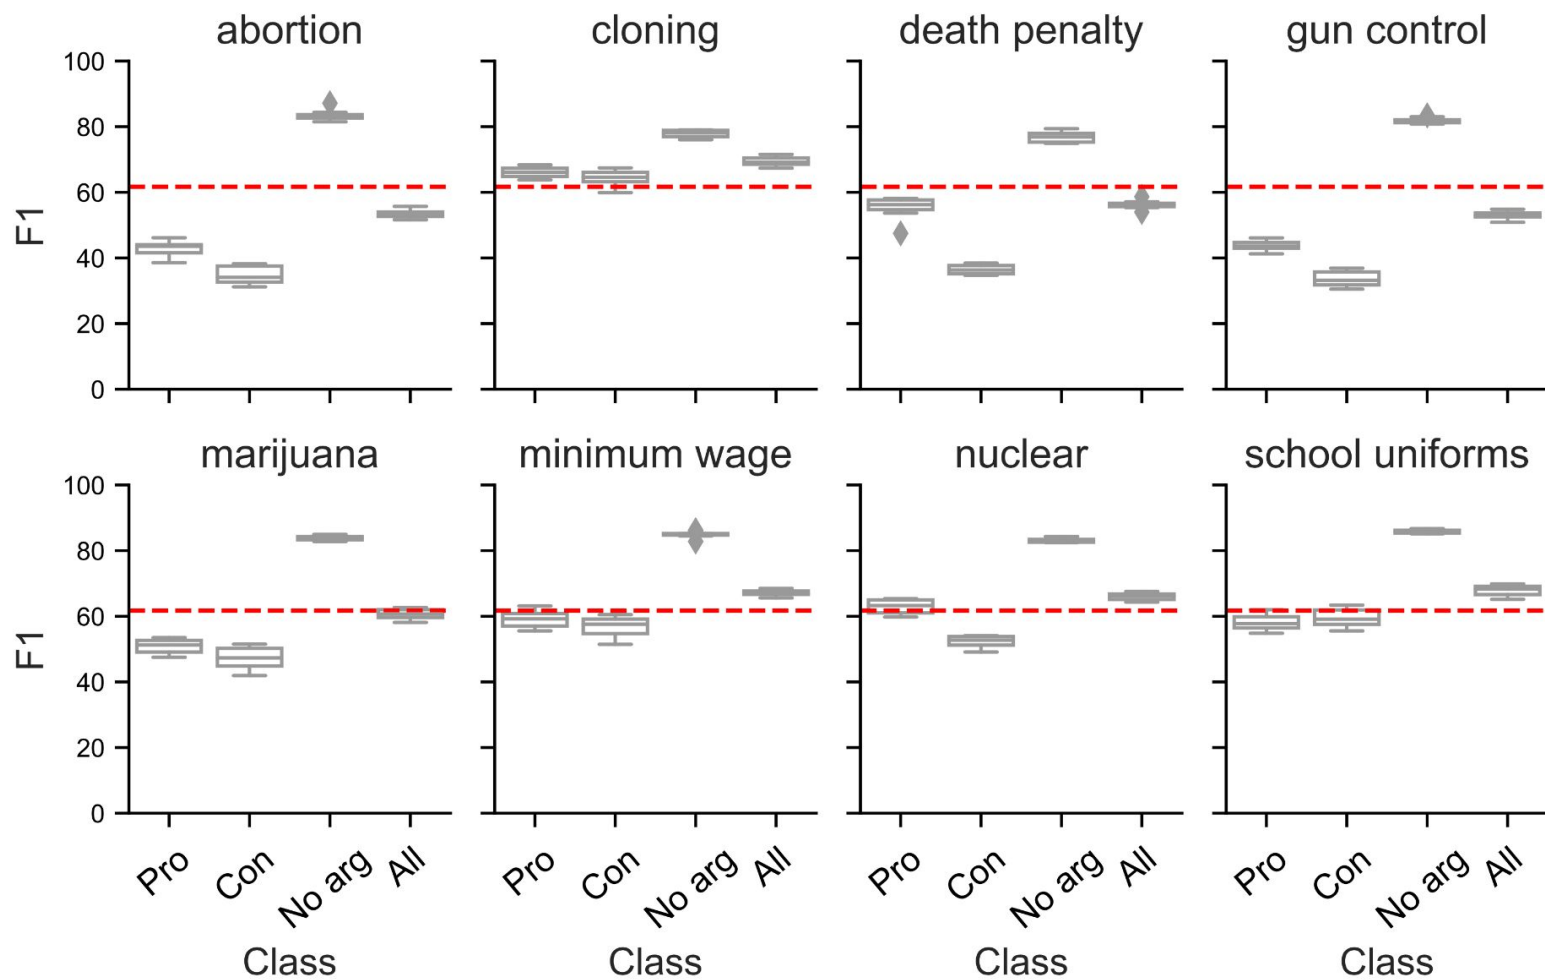 abortion cloning death penalty gun control
100
80
60
F1
40
20
0
marijuana minimum wage nuclear school uniforms
100
80
60
F1
40
20
0
Pro Con No arg All Pro Con No arg All Pro Con No arg All Pro Con No arg All
Class Class Class Class